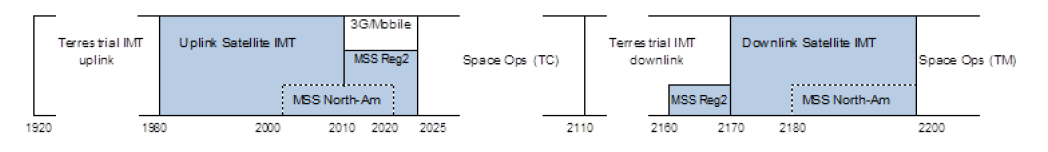 3G/Mobile
Terrestrial IMT
uplink
Uplink Satellite IMT
MSS Reg2
Space Ops (TC)
Terrestrial IMT
downlink
Downlink Satellite IMT
Space Ops (TM)
MSS North-Am
MSS Reg2
MSS North-Am
1920 1980 2000 2010 2020 2025 2110 2160 2170 2180 2200